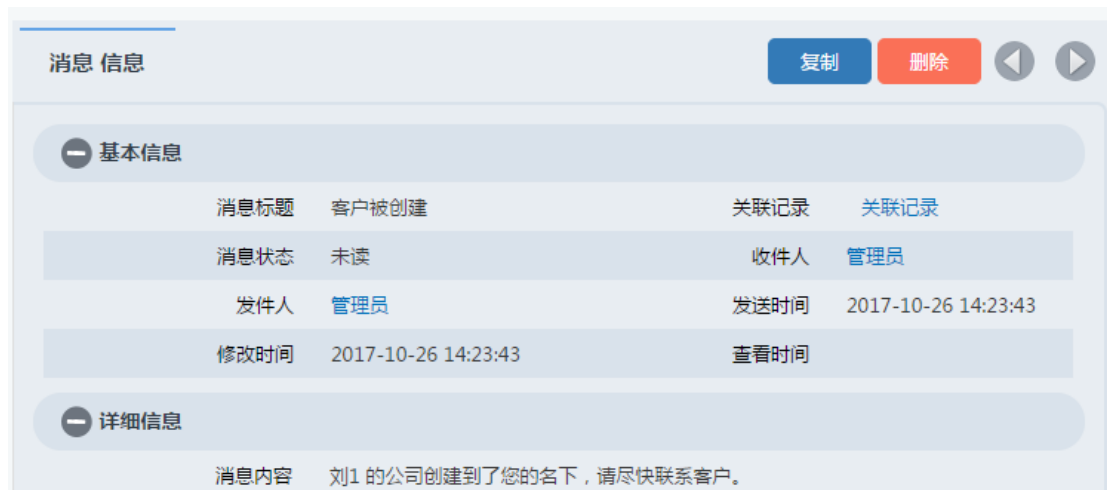 消息 信息 复制 删除
基本信息
消息标题 客户被创建 关联记录 关联记录
消息状态 未读 收件人 管理员
发件人 管理员 发送时间 2017-10-26 14:23:43
修改时间 2017-10-26 14:23:43 查看时间
详细信息
消息内容 刘1 的公司创建到了您的名下，请尽快联系客户。